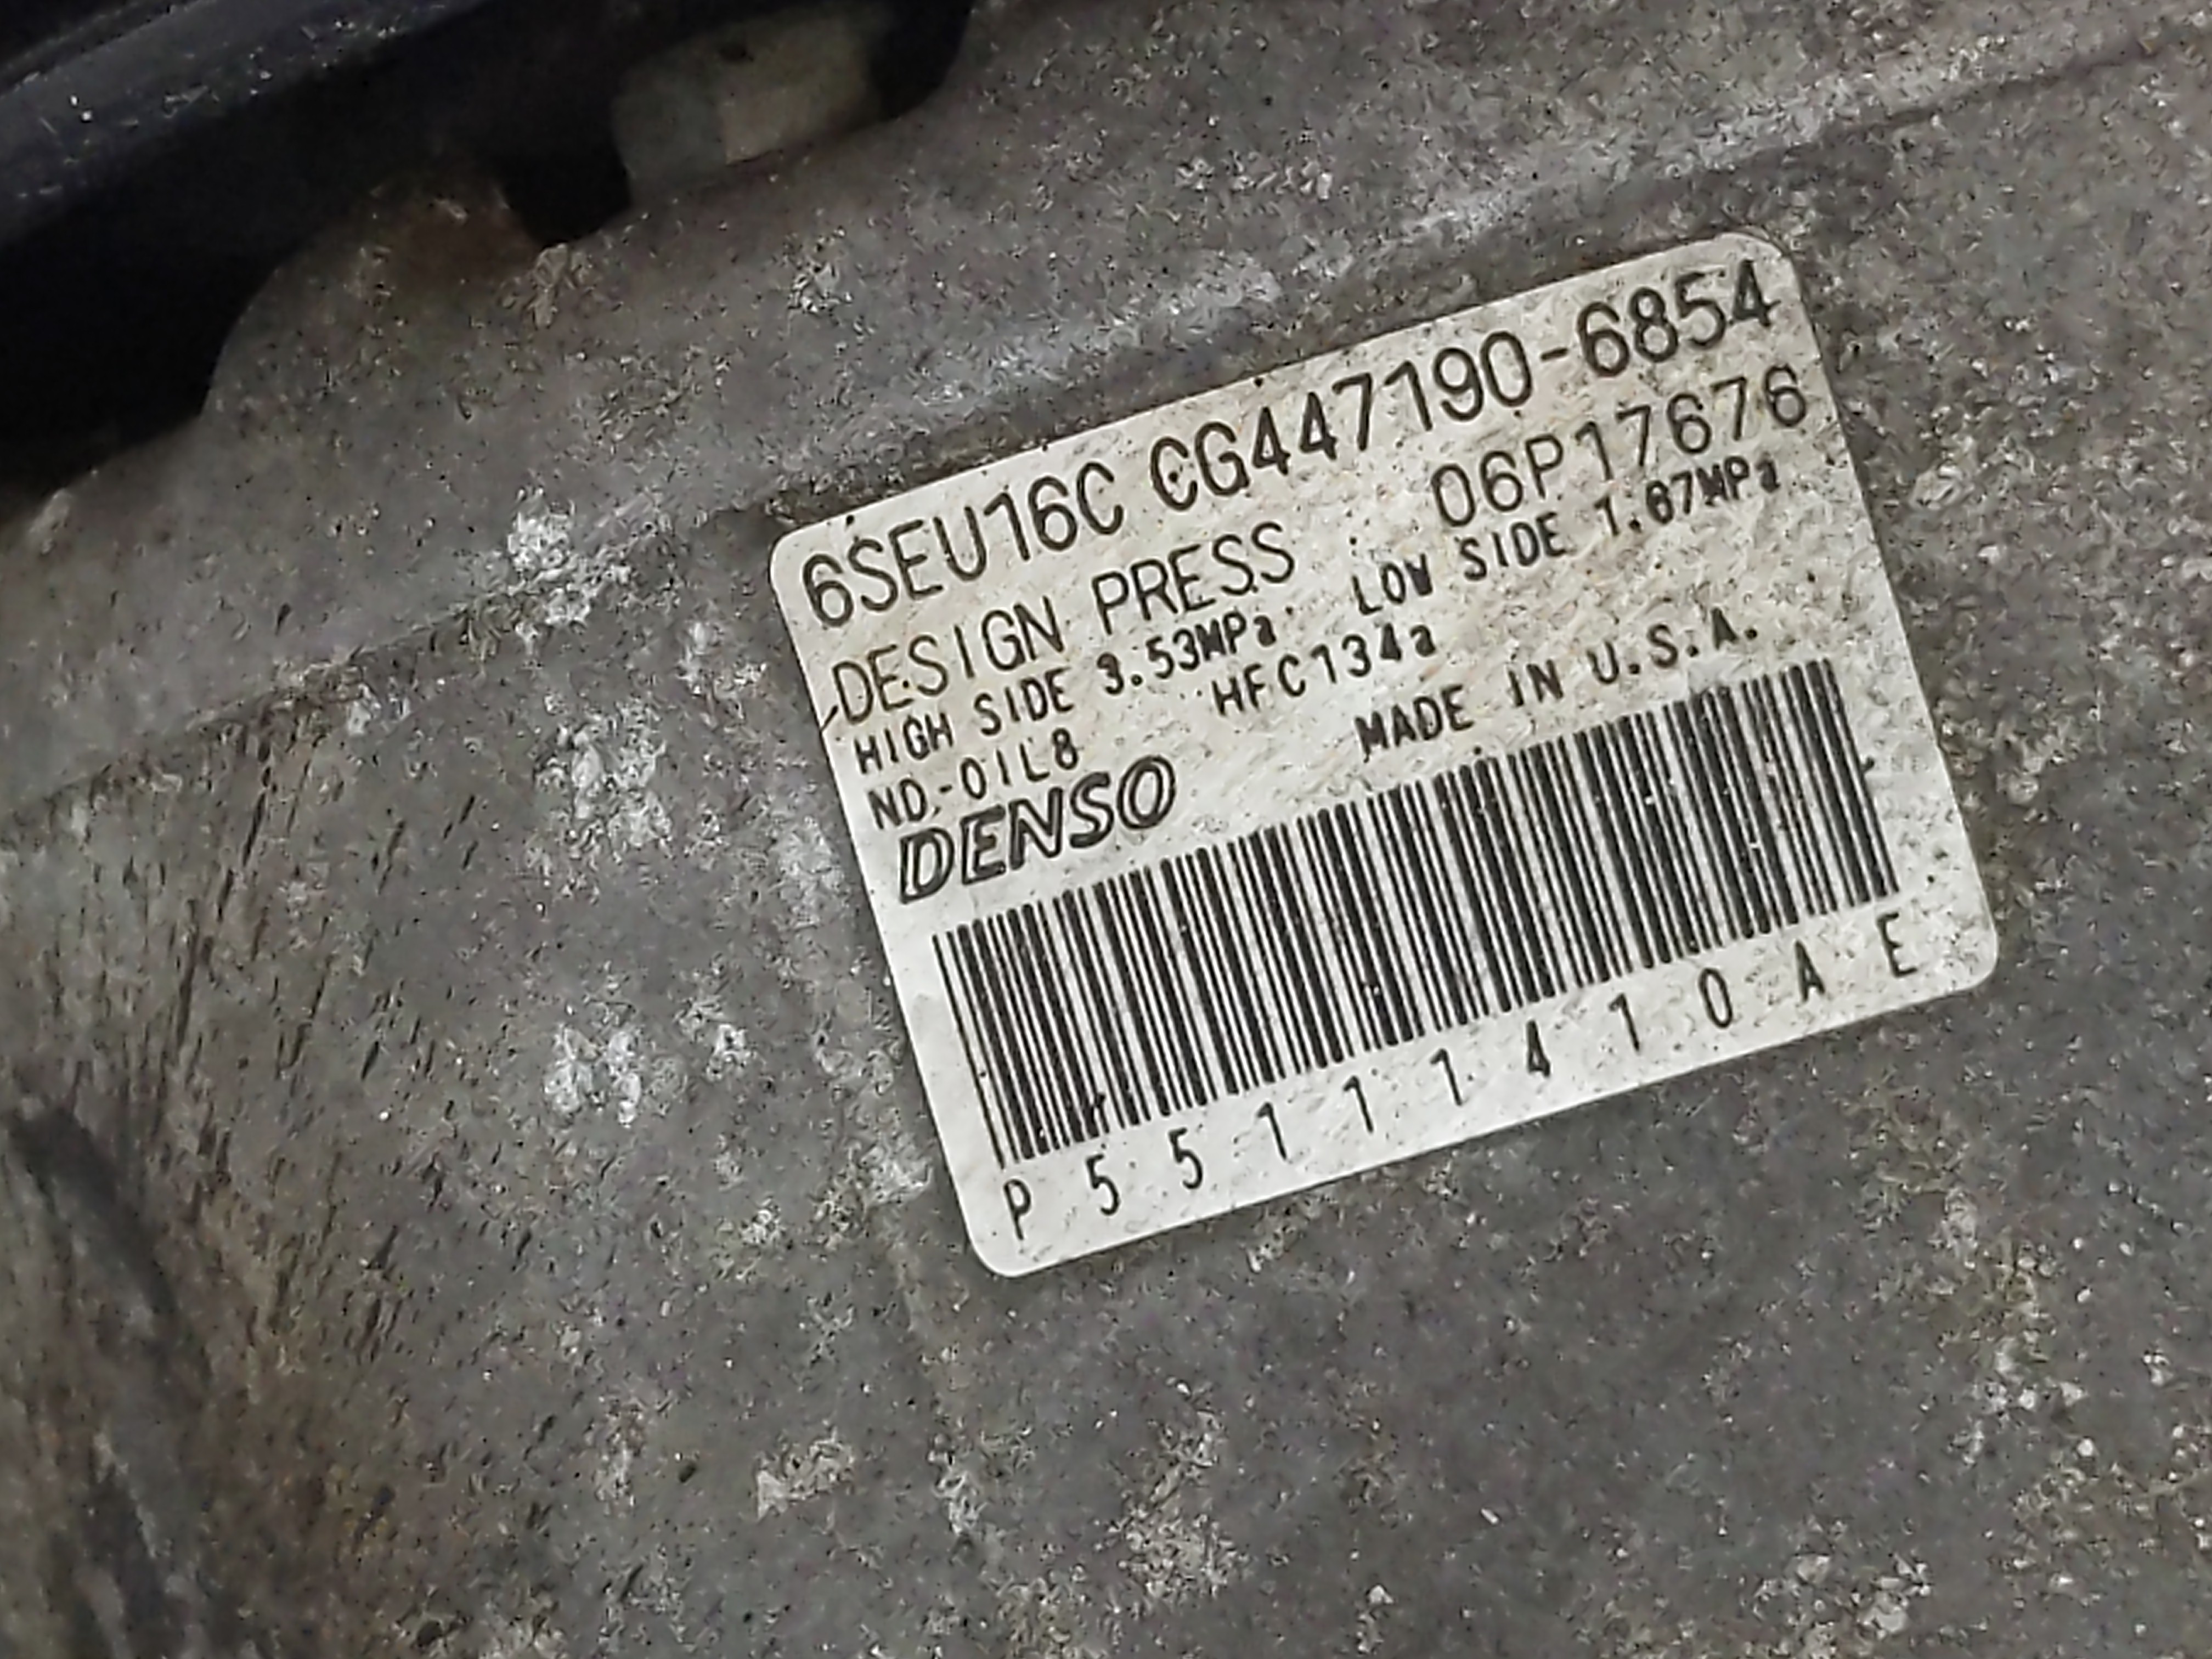 6SEU16C CG447190-6854
06P17676
DESIGN PRESS
HIGH SIDE 3.53MPa LOW SIDE 1.67MPa
ND-OIL8 HFC134a
DENSO MADE IN U.S.A.
P55111410AE